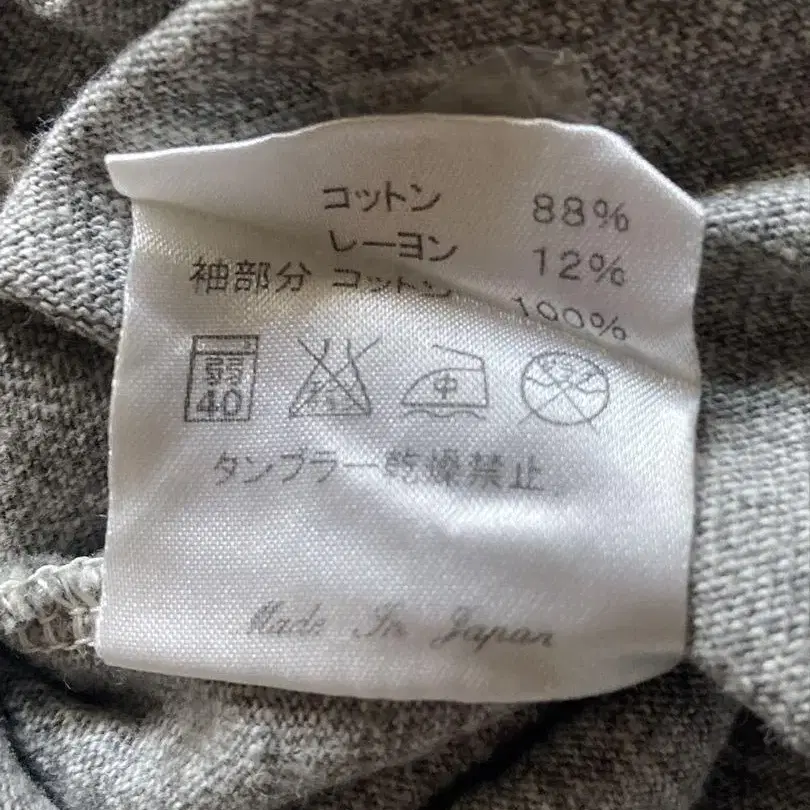 コットン 88%
レーヨン 12%
袖部分 コットン 100%
弱 40 中
タンブラー乾燥禁止
Made In Japan